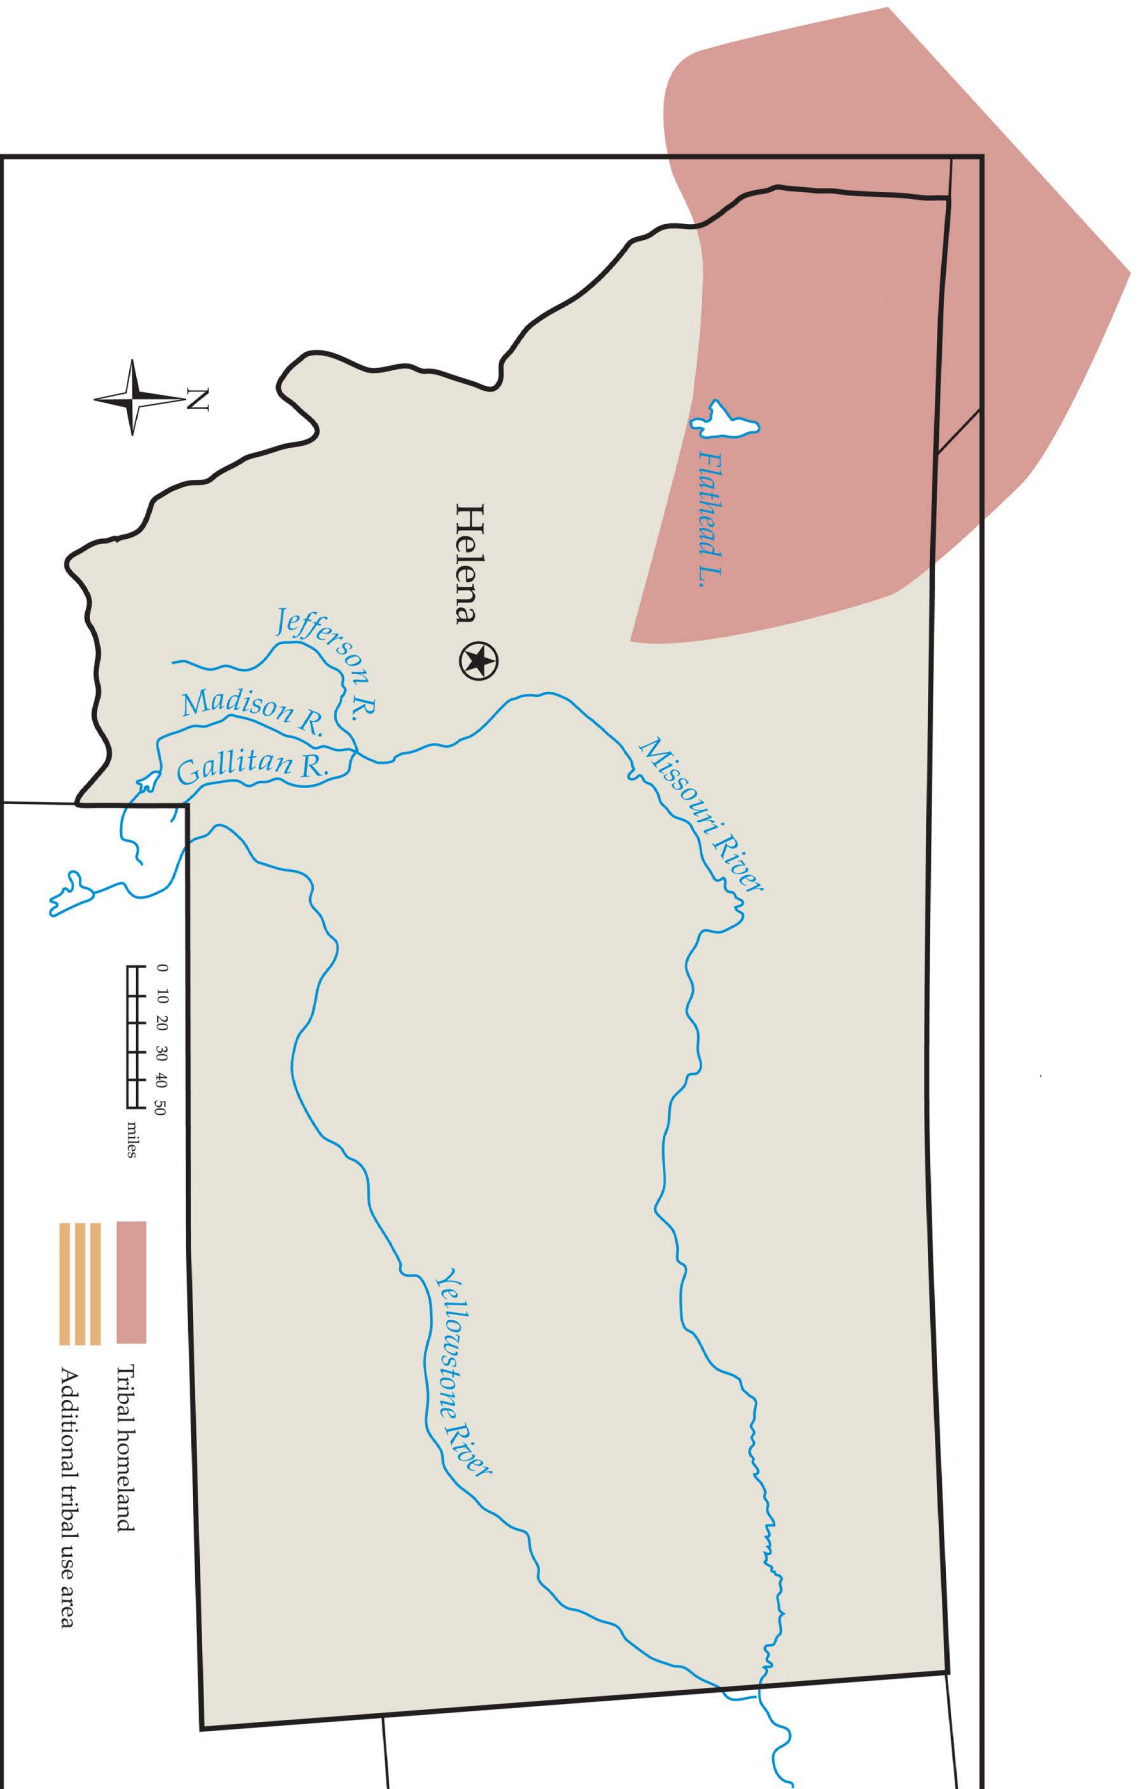 Flathead L.
Missouri River
Helena
Jefferson R.
Madison R.
Gallitan R.
Yellowstone River
N
0 10 20 30 40 50
miles
Tribal homeland
Additional tribal use area